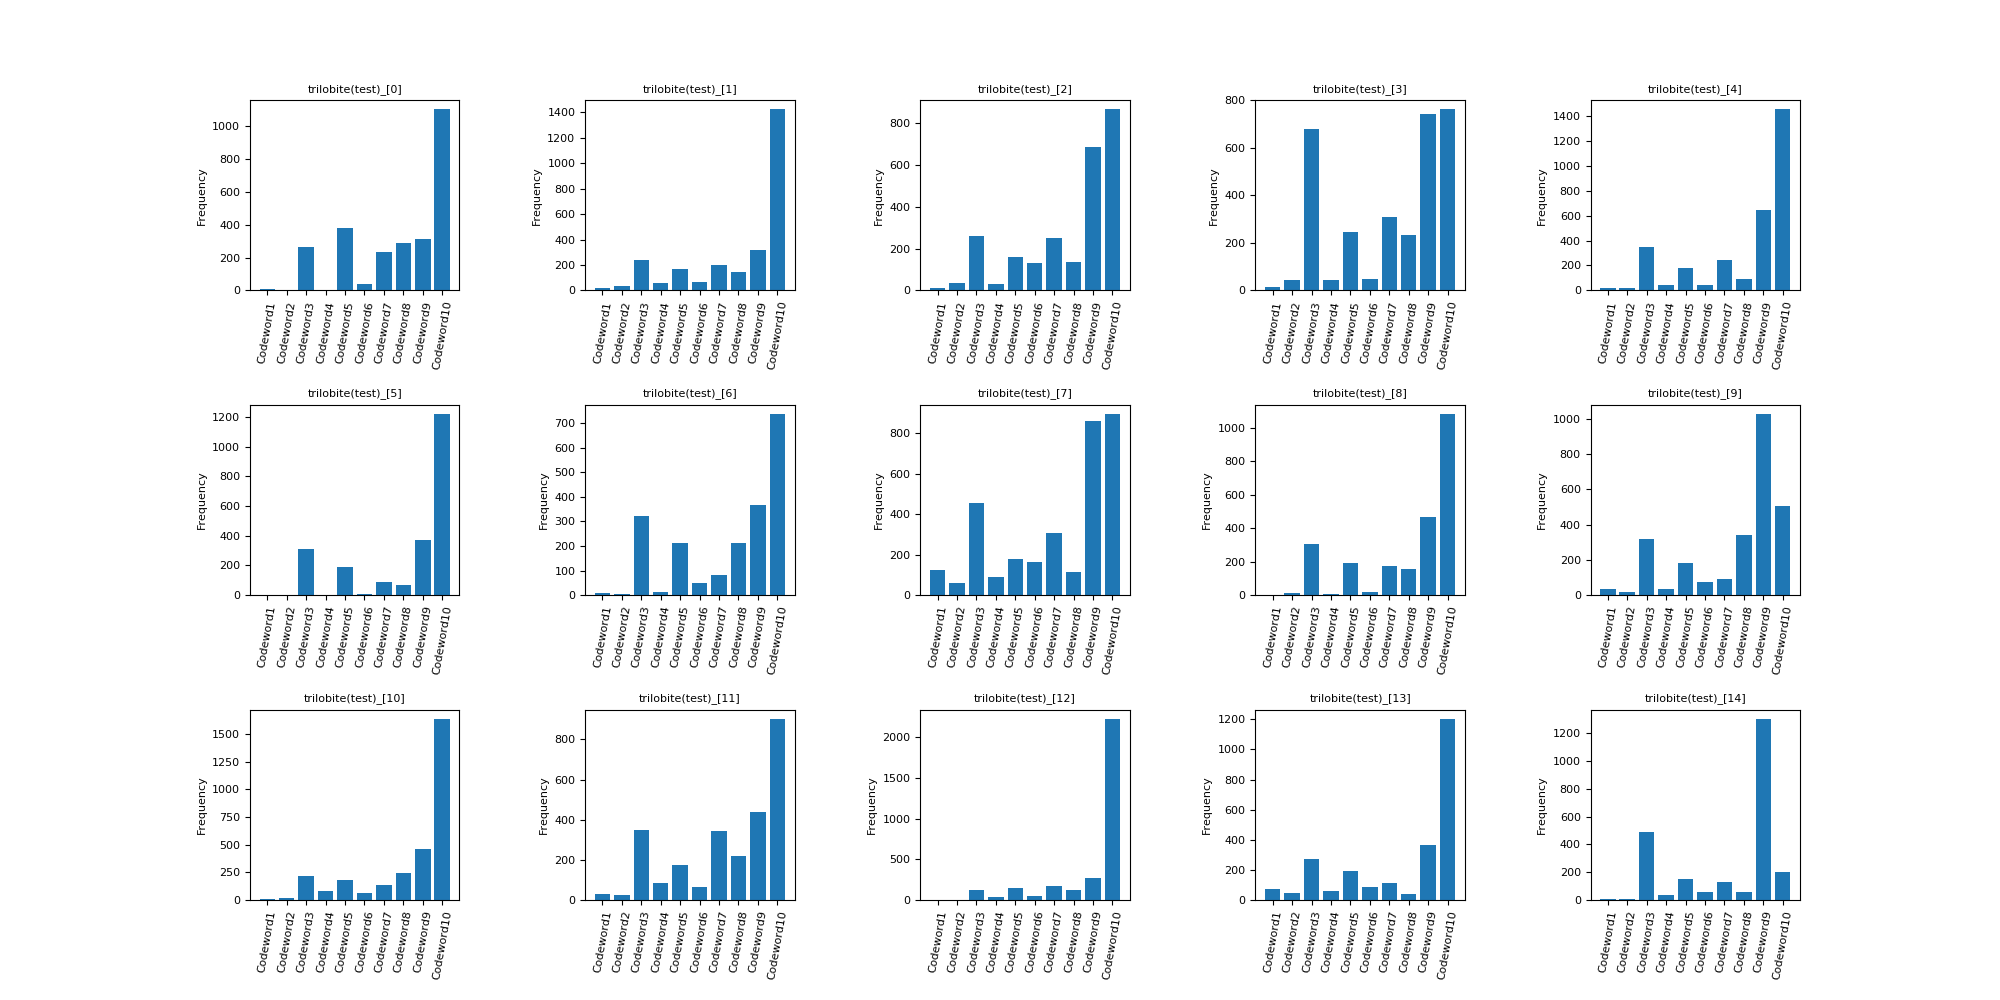 trilobite(test)_[0]
Frequency
0
200
400
600
800
1000
Codeword1
Codeword2
Codeword3
Codeword4
Codeword5
Codeword6
Codeword7
Codeword8
Codeword9
Codeword10
trilobite(test)_[1]
Frequency
0
200
400
600
800
1000
1200
1400
Codeword1
Codeword2
Codeword3
Codeword4
Codeword5
Codeword6
Codeword7
Codeword8
Codeword9
Codeword10
trilobite(test)_[2]
Frequency
0
200
400
600
800
Codeword1
Codeword2
Codeword3
Codeword4
Codeword5
Codeword6
Codeword7
Codeword8
Codeword9
Codeword10
trilobite(test)_[3]
Frequency
0
200
400
600
800
Codeword1
Codeword2
Codeword3
Codeword4
Codeword5
Codeword6
Codeword7
Codeword8
Codeword9
Codeword10
trilobite(test)_[4]
Frequency
0
200
400
600
800
1000
1200
1400
Codeword1
Codeword2
Codeword3
Codeword4
Codeword5
Codeword6
Codeword7
Codeword8
Codeword9
Codeword10
trilobite(test)_[5]
Frequency
0
200
400
600
800
1000
1200
Codeword1
Codeword2
Codeword3
Codeword4
Codeword5
Codeword6
Codeword7
Codeword8
Codeword9
Codeword10
trilobite(test)_[6]
Frequency
0
100
200
300
400
500
600
700
Codeword1
Codeword2
Codeword3
Codeword4
Codeword5
Codeword6
Codeword7
Codeword8
Codeword9
Codeword10
trilobite(test)_[7]
Frequency
0
200
400
600
800
Codeword1
Codeword2
Codeword3
Codeword4
Codeword5
Codeword6
Codeword7
Codeword8
Codeword9
Codeword10
trilobite(test)_[8]
Frequency
0
200
400
600
800
1000
Codeword1
Codeword2
Codeword3
Codeword4
Codeword5
Codeword6
Codeword7
Codeword8
Codeword9
Codeword10
trilobite(test)_[9]
Frequency
0
200
400
600
800
1000
Codeword1
Codeword2
Codeword3
Codeword4
Codeword5
Codeword6
Codeword7
Codeword8
Codeword9
Codeword10
trilobite(test)_[10]
Frequency
0
250
500
750
1000
1250
1500
Codeword1
Codeword2
Codeword3
Codeword4
Codeword5
Codeword6
Codeword7
Codeword8
Codeword9
Codeword10
trilobite(test)_[11]
Frequency
0
200
400
600
800
Codeword1
Codeword2
Codeword3
Codeword4
Codeword5
Codeword6
Codeword7
Codeword8
Codeword9
Codeword10
trilobite(test)_[12]
Frequency
0
500
1000
1500
2000
Codeword1
Codeword2
Codeword3
Codeword4
Codeword5
Codeword6
Codeword7
Codeword8
Codeword9
Codeword10
trilobite(test)_[13]
Frequency
0
200
400
600
800
1000
1200
Codeword1
Codeword2
Codeword3
Codeword4
Codeword5
Codeword6
Codeword7
Codeword8
Codeword9
Codeword10
trilobite(test)_[14]
Frequency
0
200
400
600
800
1000
1200
Codeword1
Codeword2
Codeword3
Codeword4
Codeword5
Codeword6
Codeword7
Codeword8
Codeword9
Codeword10